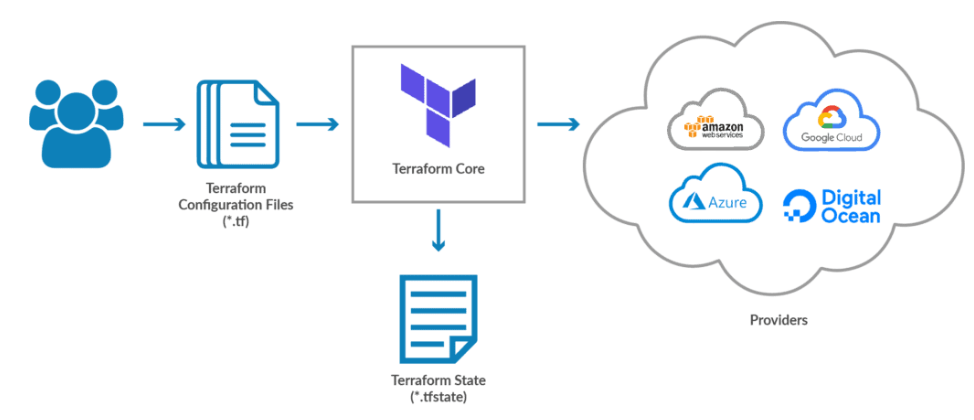 Terraform
Configuration Files
(*.tf)
Terraform Core
Terraform State
(*.tfstate)
amazon
webservices
Google Cloud
Azure
Digital
Ocean
Providers